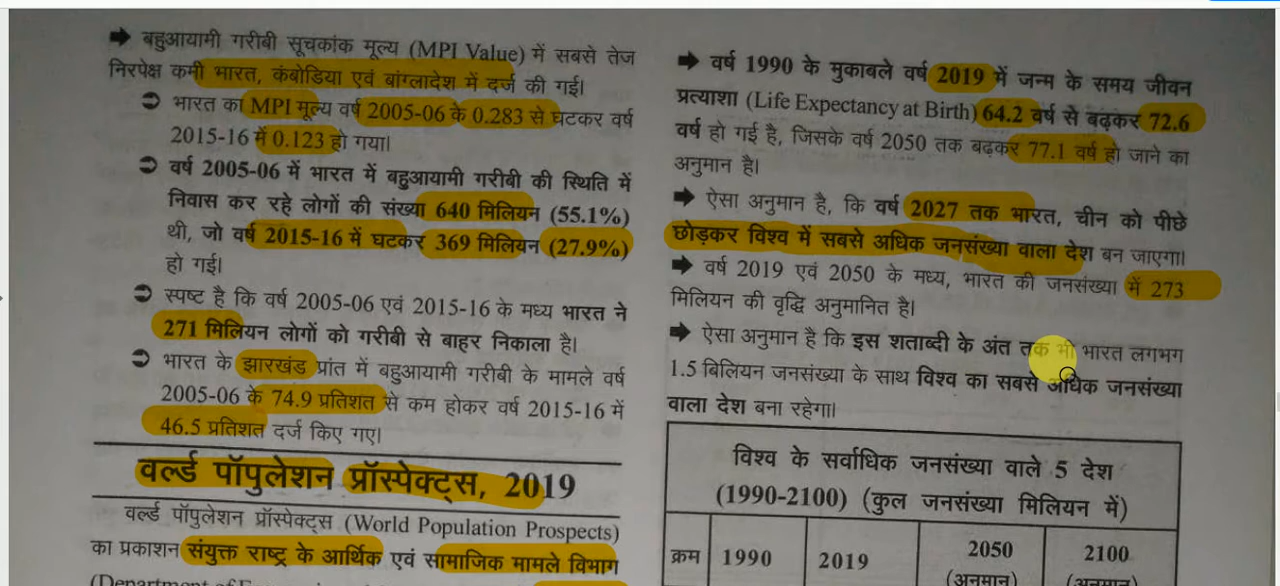 ➡ बहुआयामी गरीबी सूचकांक मूल्य (MPI Value) में सबसे तेज
निरपेक्ष कमी भारत, कंबोडिया एवं बांग्लादेश में दर्ज की गई।
➲ भारत का MPI मूल्य वर्ष 2005-06 के 0.283 से घटकर वर्ष
2015-16 में 0.123 हो गया।
➲ वर्ष 2005-06 में भारत में बहुआयामी गरीबी की स्थिति में
निवास कर रहे लोगों की संख्या 640 मिलियन (55.1%)
थी, जो वर्ष 2015-16 में घटकर 369 मिलियन (27.9%)
हो गई।
➲ स्पष्ट है कि वर्ष 2005-06 एवं 2015-16 के मध्य भारत ने
271 मिलियन लोगों को गरीबी से बाहर निकाला है।
➲ भारत के झारखंड प्रांत में बहुआयामी गरीबी के मामले वर्ष
2005-06 के 74.9 प्रतिशत से कम होकर वर्ष 2015-16 में
46.5 प्रतिशत दर्ज किए गए।
वर्ल्ड पॉपुलेशन प्रॉस्पेक्ट्स, 2019
वर्ल्ड पॉपुलेशन प्रॉस्पेक्ट्स (World Population Prospects)
का प्रकाशन संयुक्त राष्ट्र के आर्थिक एवं सामाजिक मामले विभाग
(Department of
➡ वर्ष 1990 के मुकाबले वर्ष 2019 में जन्म के समय जीवन
प्रत्याशा (Life Expectancy at Birth) 64.2 वर्ष से बढ़कर 72.6
वर्ष हो गई है, जिसके वर्ष 2050 तक बढ़कर 77.1 वर्ष हो जाने का
अनुमान है।
➡ ऐसा अनुमान है, कि वर्ष 2027 तक भारत, चीन को पीछे
छोड़कर विश्व में सबसे अधिक जनसंख्या वाला देश बन जाएगा।
➡ वर्ष 2019 एवं 2050 के मध्य, भारत की जनसंख्या में 273
मिलियन की वृद्धि अनुमानित है।
➡ ऐसा अनुमान है कि इस शताब्दी के अंत तक भी भारत लगभग
1.5 बिलियन जनसंख्या के साथ विश्व का सबसे अधिक जनसंख्या
वाला देश बना रहेगा।
विश्व के सर्वाधिक जनसंख्या वाले 5 देश
(1990-2100) (कुल जनसंख्या मिलियन में)
क्रम 1990 2019 2050 2100
(अनुमान) (अनुमान)